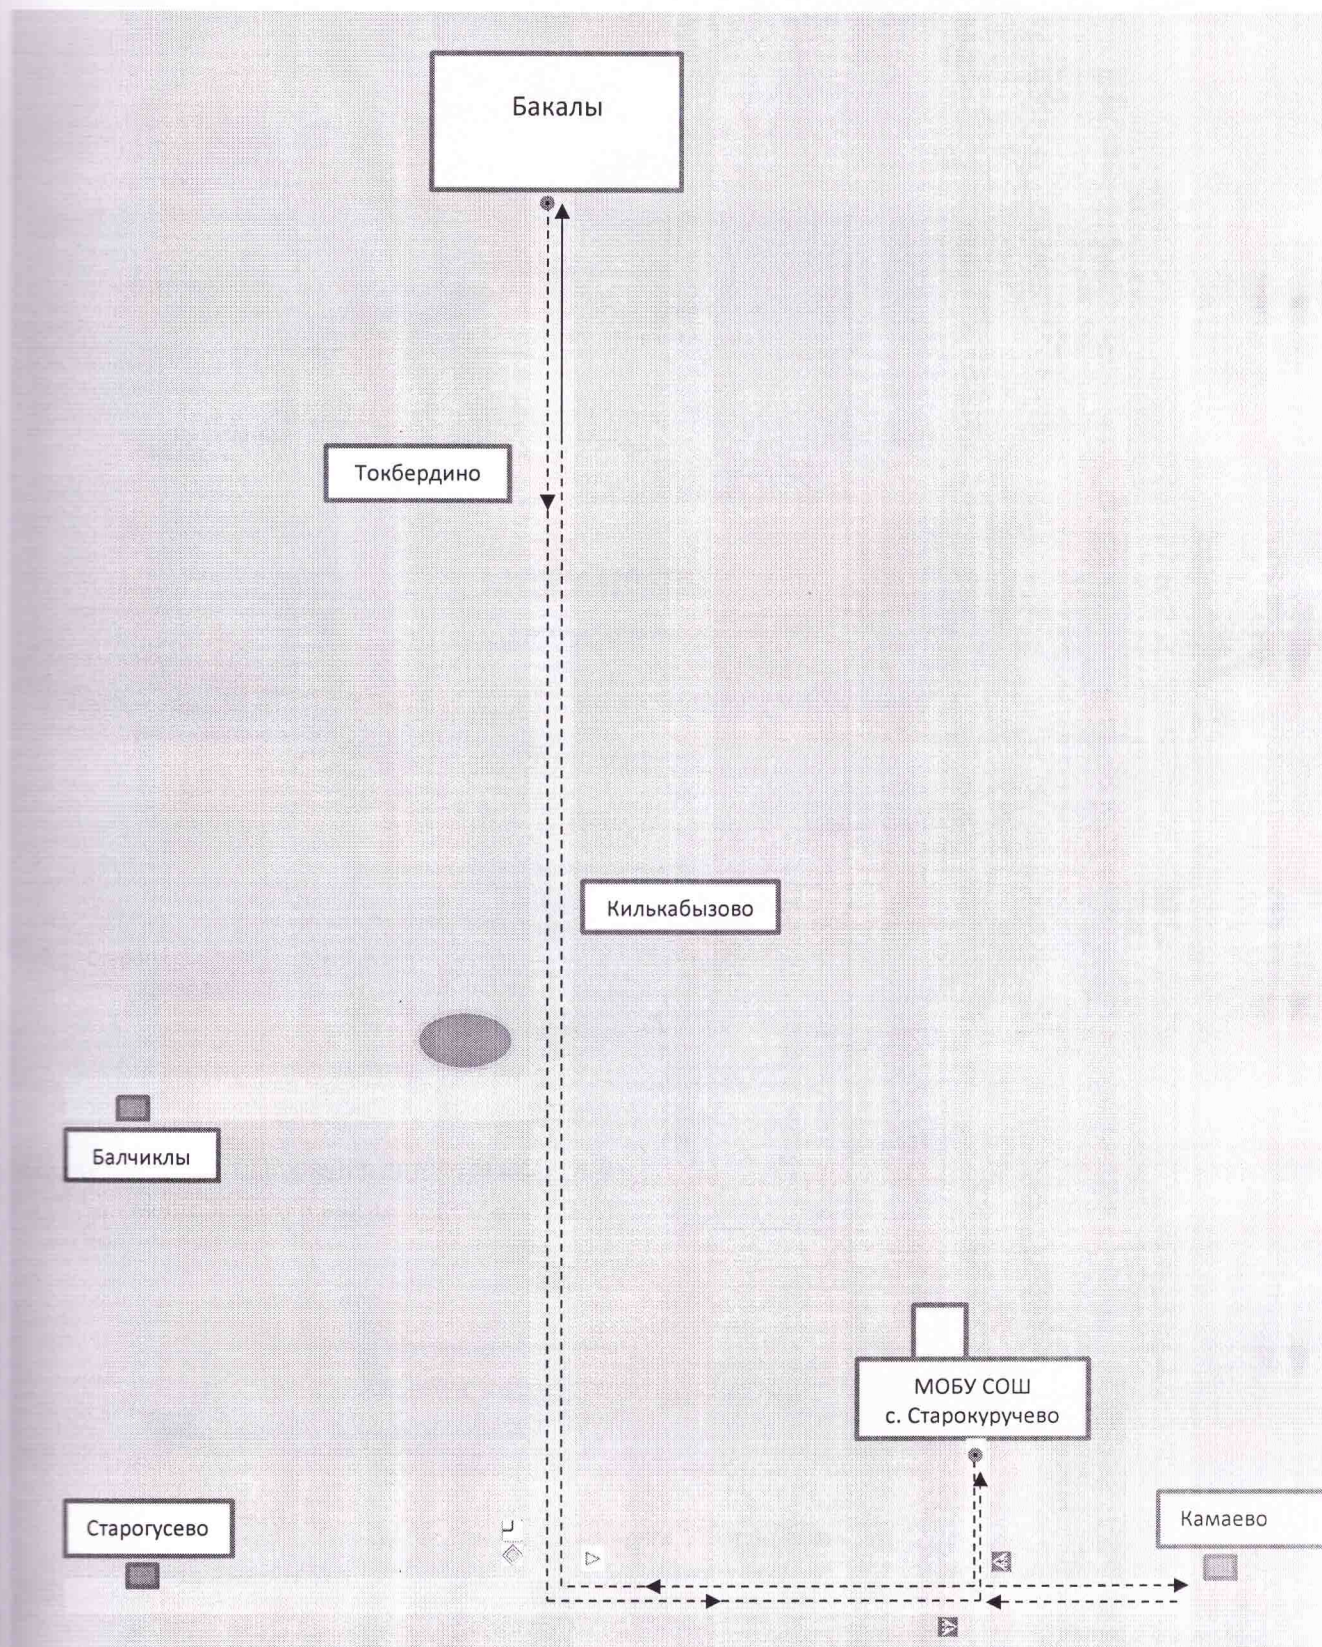 Бакалы
Токбердино
Килькабызово
Балчиклы
МОБУ СОШ
с. Старокуручево
Старогусево
Камаево